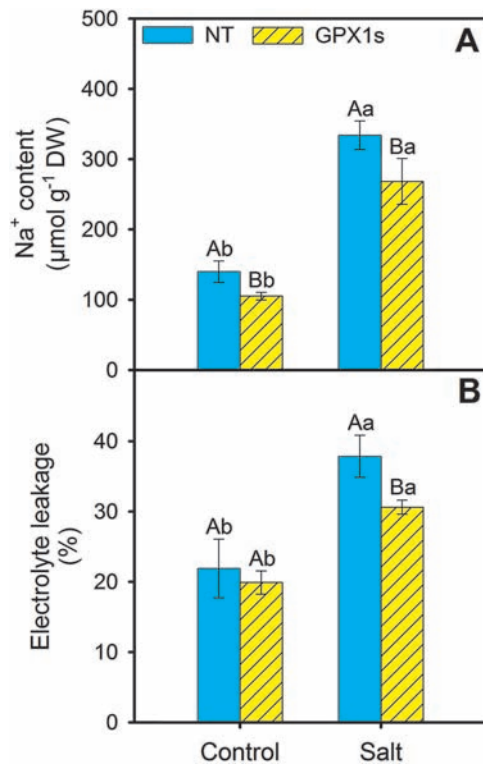 NT GPX1s
A
Na⁺ content
(µmol g⁻¹ DW)
500
400
300
200
100
0
Ab
Bb
Aa
Ba
B
Electrolyte leakage
(%)
40
30
20
10
0
Ab
Ab
Aa
Ba
Control Salt